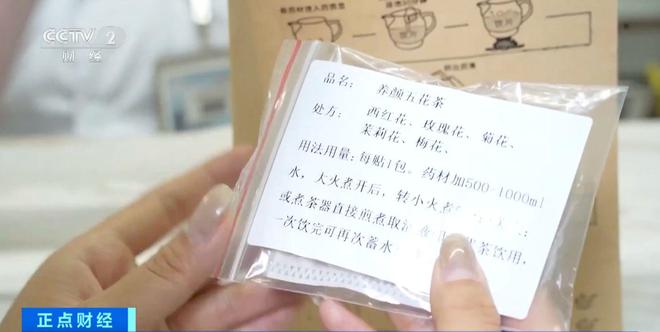 CCTV 2
财经
品名: 养颜五花茶
处方: 西红花、玫瑰花、菊花、
茉莉花、梅花、
用法用量: 每贴1包。药材加500-1000ml
水,大火煮开后,转小火煮
或煮茶器直接煎煮取汤 茶饮用,
一次饮完可再次蓄水
正点财经